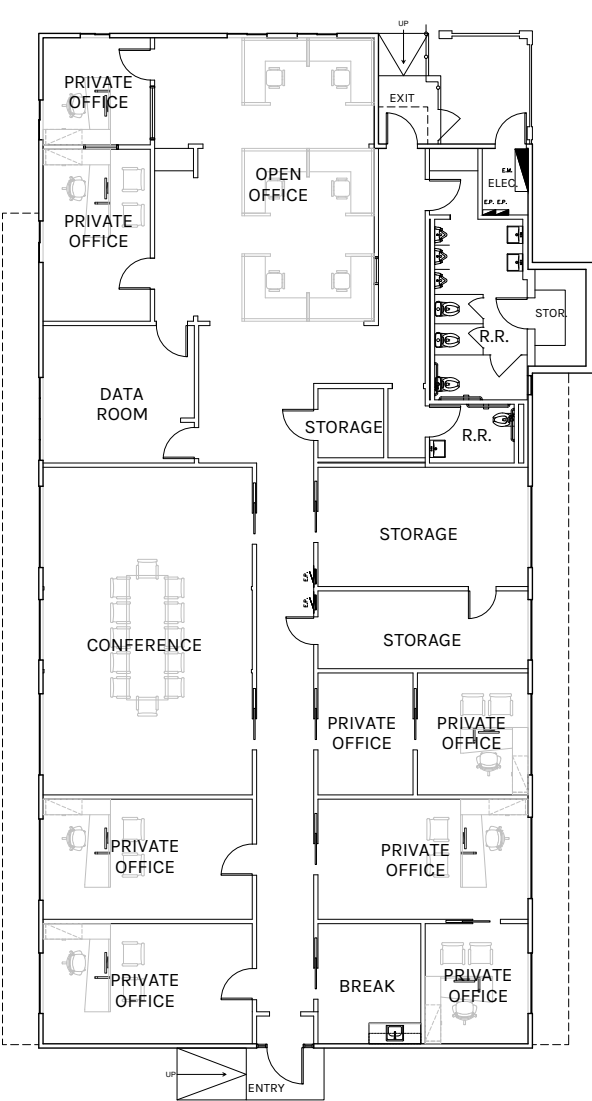 UP
PRIVATE
OFFICE
EXIT
OPEN
OFFICE
E.M.
ELEC.
E.P. E.P.
PRIVATE
OFFICE
STOR.
R.R.
DATA
ROOM
STORAGE
R.R.
STORAGE
E.P.
E.P.
STORAGE
CONFERENCE
PRIVATE
OFFICE
PRIVATE
OFFICE
PRIVATE
OFFICE
PRIVATE
OFFICE
PRIVATE
OFFICE
BREAK
PRIVATE
OFFICE
UP
ENTRY